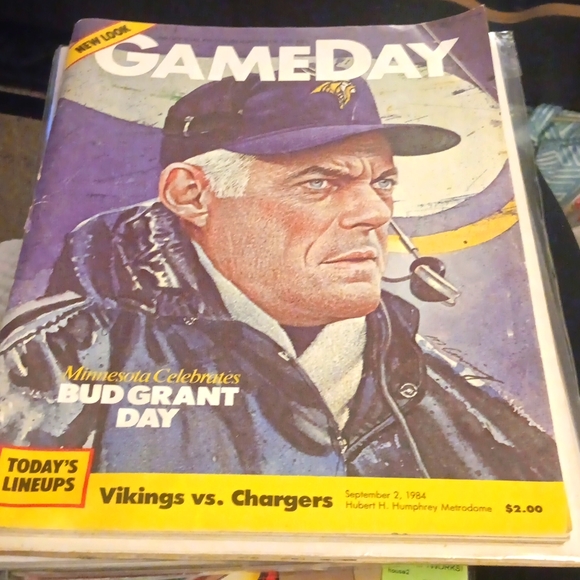 NEW LOOK
GAMEDAY
Minnesota Celebrates
BUD GRANT
DAY
TODAY'S
LINEUPS
Vikings vs. Chargers
September 2, 1984
Hubert H. Humphrey Metrodome
$2.00